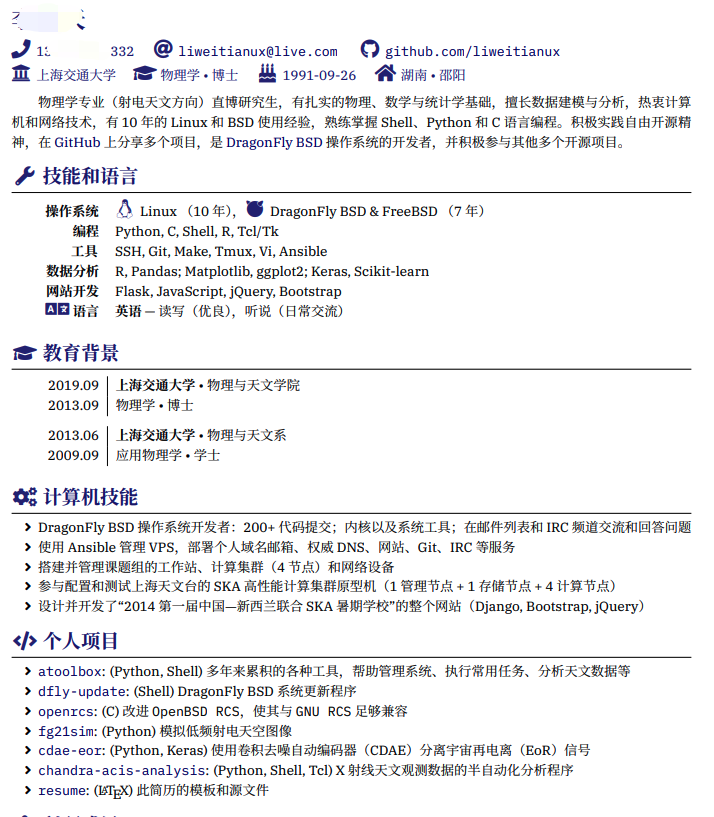 332 liweitianux@live.com github.com/liweitianux
上海交通大学 物理学 • 博士 1991-09-26 湖南 • 邵阳
物理学专业（射电天文方向）直博研究生，有扎实的物理、数学与统计学基础，擅长数据建模与分析，热衷计算
机和网络技术，有 10 年的 Linux 和 BSD 使用经验，熟练掌握 Shell、Python 和 C 语言编程。积极实践自由开源精
神，在 GitHub 上分享多个项目，是 DragonFly BSD 操作系统的开发者，并积极参与其他多个开源项目。
技能和语言
操作系统 Linux （10 年）， DragonFly BSD & FreeBSD （7 年）
编程 Python, C, Shell, R, Tcl/Tk
工具 SSH, Git, Make, Tmux, Vi, Ansible
数据分析 R, Pandas; Matplotlib, ggplot2; Keras, Scikit-learn
网站开发 Flask, JavaScript, jQuery, Bootstrap
语言 英语 — 读写（优良），听说（日常交流）
教育背景
2019.09 上海交通大学 • 物理与天文学院
2013.09 物理学 • 博士
2013.06 上海交通大学 • 物理与天文系
2009.09 应用物理学 • 学士
计算机技能
DragonFly BSD 操作系统开发者：200+ 代码提交；内核以及系统工具；在邮件列表和 IRC 频道交流和回答问题
使用 Ansible 管理 VPS，部署个人域名邮箱、权威 DNS、网站、Git、IRC 等服务
搭建并管理课题组的工作站、计算集群（4 节点）和网络设备
参与配置和测试上海天文台的 SKA 高性能计算集群原型机（1 管理节点 + 1 存储节点 + 4 计算节点）
设计并开发了“2014 第一届中国—新西兰联合 SKA 暑期学校”的整个网站（Django, Bootstrap, jQuery）
个人项目
atoolbox: (Python, Shell) 多年来累积的各种工具，帮助管理系统、执行常用任务、分析天文数据等
dfly-update: (Shell) DragonFly BSD 系统更新程序
openrcs: (C) 改进 OpenBSD RCS，使其与 GNU RCS 足够兼容
fg21sim: (Python) 模拟低频射电天空图像
cdae-eor: (Python, Keras) 使用卷积去噪自动编码器（CDAE）分离宇宙再电离（EoR）信号
chandra-acis-analysis: (Python, Shell, Tcl) X 射线天文观测数据的半自动化分析程序
resume: (LATEX) 此简历的模板和源文件